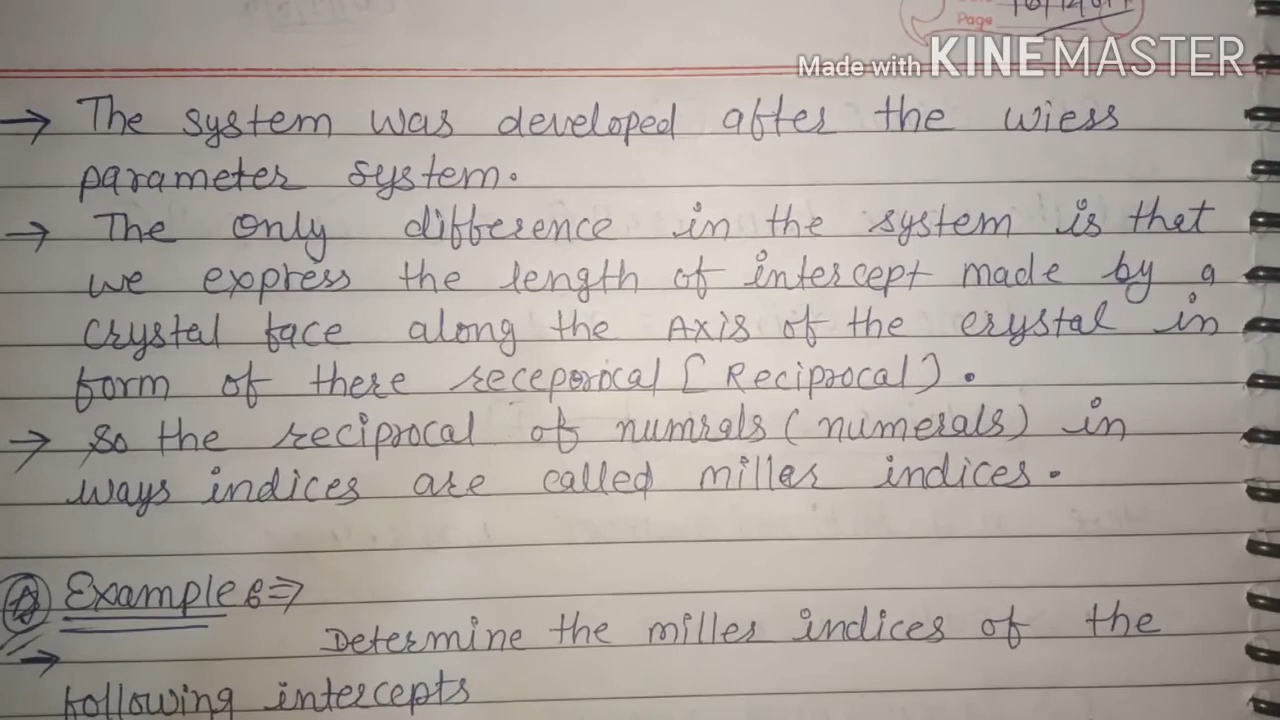 Page
Made with KINEMASTER
→ The system was developed after the wiess
parameter system.
→ The only difference in the system is that
we express the length of intercept made by a
crystal face along the Axis of the crystal in
form of there receporical [Reciprocal].
→ so the reciprocal of numrals (numerals) in
ways indices are called miller indices.
Example :⇒
→ Determine the miller indices of the
following intercepts